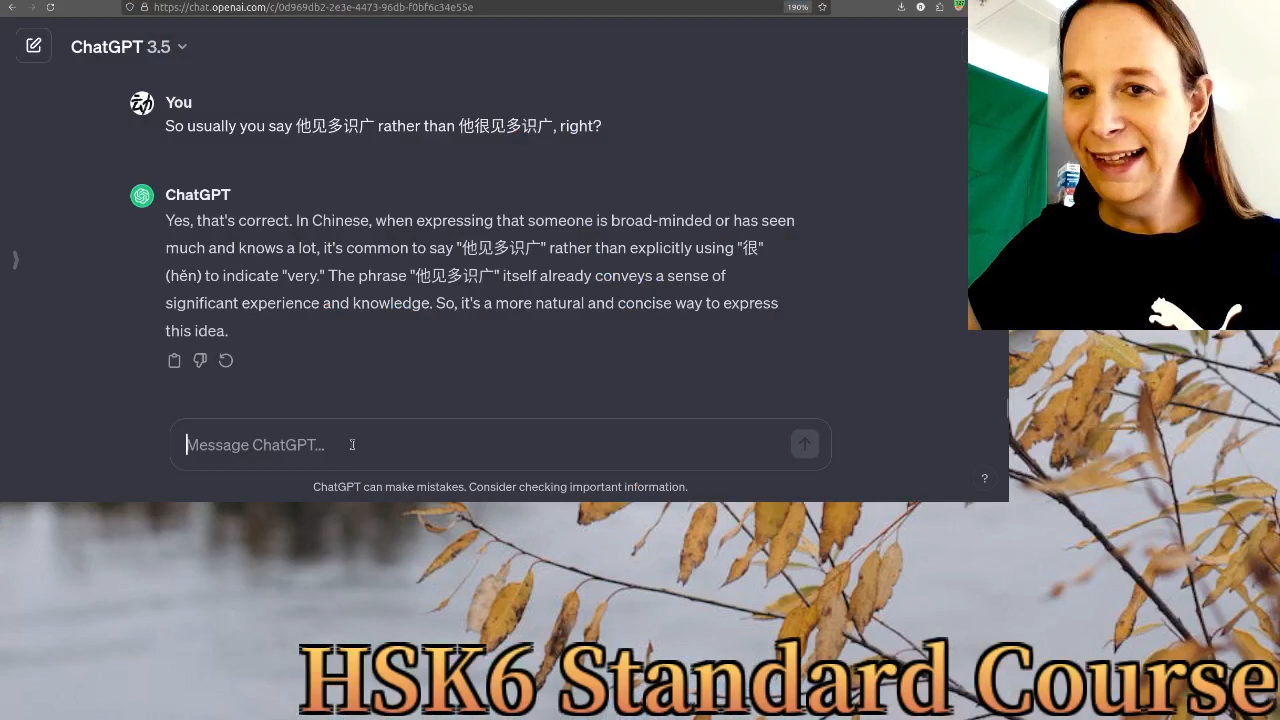 https://chat.openai.com/c/0d969db2-2e3e-4473-96db-f0bf6c34e55e
190%
ChatGPT 3.5
You
So usually you say 他见多识广 rather than 他很见多识广, right?
ChatGPT
Yes, that's correct. In Chinese, when expressing that someone is broad-minded or has seen
much and knows a lot, it's common to say "他见多识广" rather than explicitly using "很"
(hěn) to indicate "very." The phrase "他见多识广" itself already conveys a sense of
significant experience and knowledge. So, it's a more natural and concise way to express
this idea.
Message ChatGPT...
ChatGPT can make mistakes. Consider checking important information.
?
HSK6 Standard Course